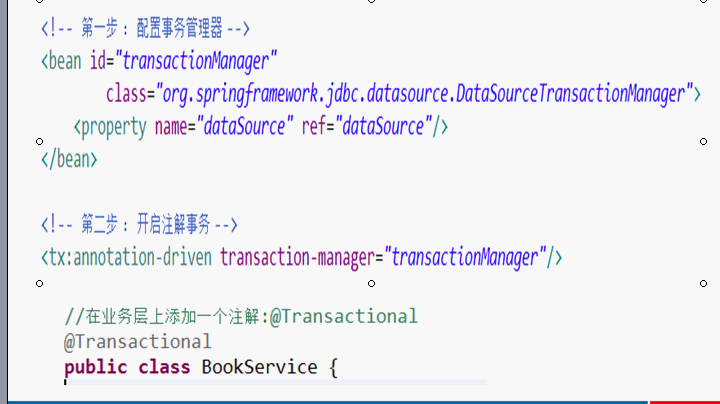 <!-- 第一步 : 配置事务管理器 -->
<bean id="transactionManager"
class="org.springframework.jdbc.datasource.DataSourceTransactionManager">
<property name="dataSource" ref="dataSource"/>
</bean>
<!-- 第二步 : 开启注解事务 -->
<tx:annotation-driven transaction-manager="transactionManager"/>
//在业务层上添加一个注解:@Transactional
@Transactional
public class BookService {